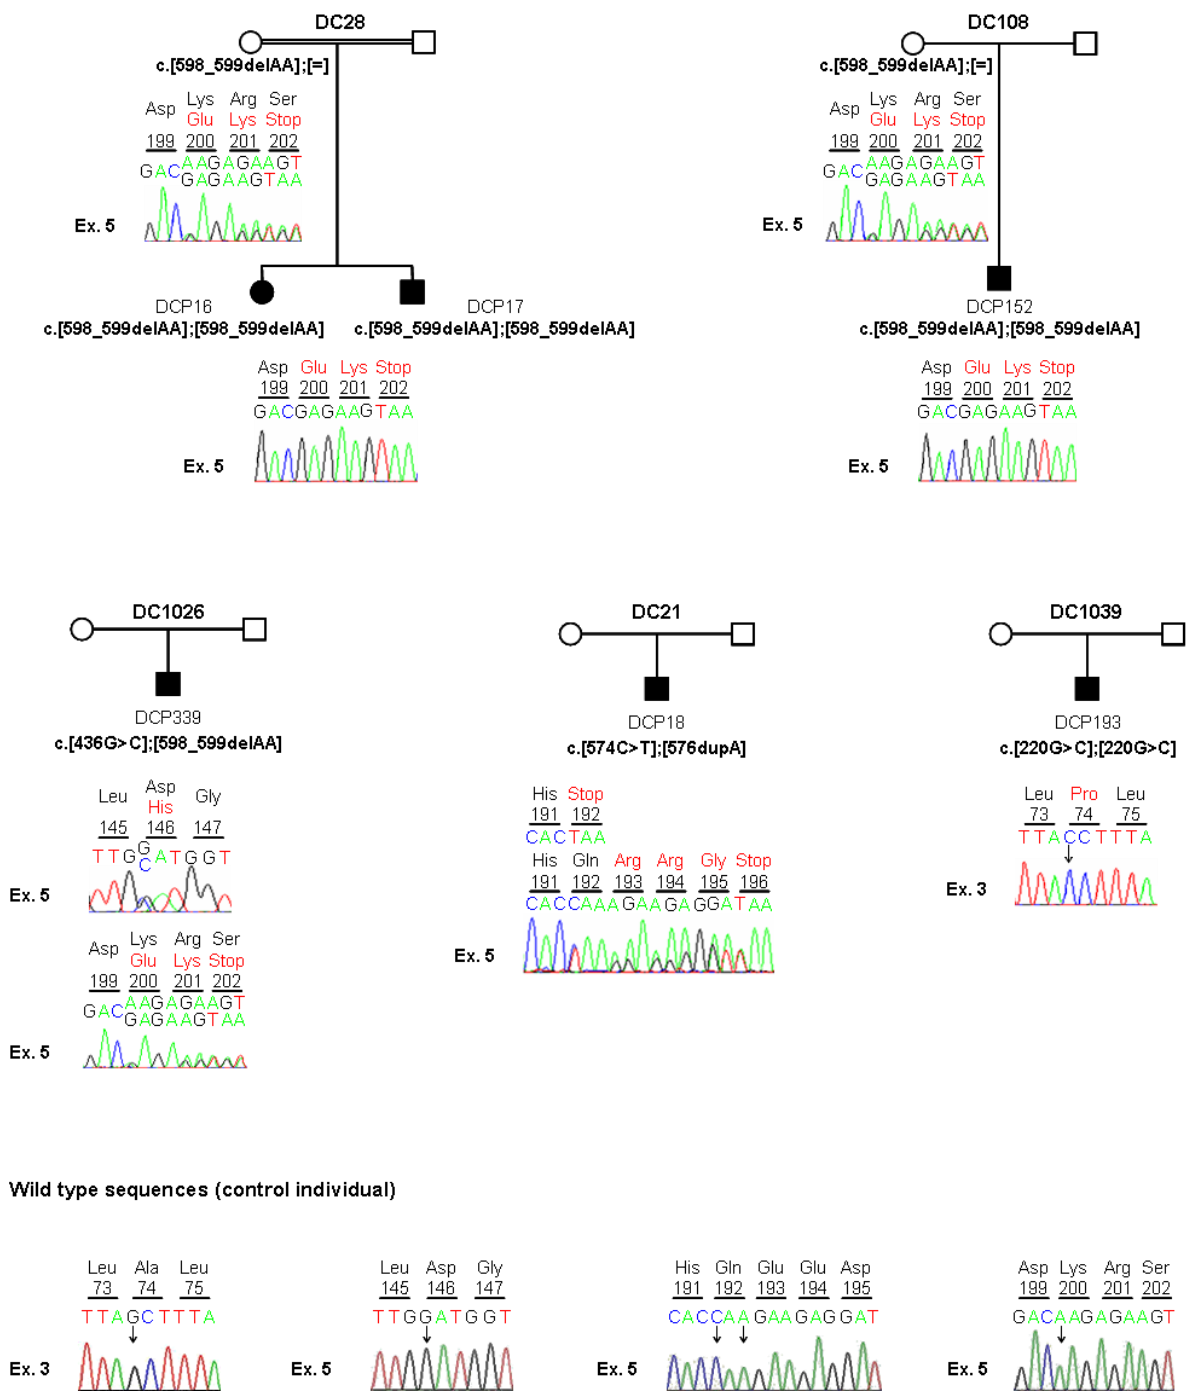 DC28
c.[598_599delAA];[=]
Asp Lys Arg Ser
Glu Lys Stop
199 200 201 202
GAC AAGAGAAGT
GAGAAGTAA
Ex. 5
DCP16
c.[598_599delAA];[598_599delAA]
DCP17
c.[598_599delAA];[598_599delAA]
Asp Glu Lys Stop
199 200 201 202
GACGAGAAGTAA
Ex. 5
DC108
c.[598_599delAA];[=]
Asp Lys Arg Ser
Glu Lys Stop
199 200 201 202
GAC AAGAGAAGT
GAGAAGTAA
Ex. 5
DCP152
c.[598_599delAA];[598_599delAA]
Asp Glu Lys Stop
199 200 201 202
GACGAGAAGTAA
Ex. 5
DC1026
DCP339
c.[436G>C];[598_599delAA]
Leu Asp Gly
His
145 146 147
TTGGATGGT
C
Ex. 5
Asp Lys Arg Ser
Glu Lys Stop
199 200 201 202
GAC AAGAGAAGT
GAGAAGTAA
Ex. 5
DC21
DCP18
c.[574C>T];[576dupA]
His Stop
191 192
CACTAA
His Gln Arg Arg Gly Stop
191 192 193 194 195 196
CACCAAAGAAGAGGATAA
Ex. 5
DC1039
DCP193
c.[220G>C];[220G>C]
Leu Pro Leu
73 74 75
TTACCTTTA
Ex. 3
Wild type sequences (control individual)
Leu Ala Leu
73 74 75
TTAGCTTTA
Ex. 3
Leu Asp Gly
145 146 147
TTGGATGGT
Ex. 5
His Gln Glu Glu Asp
191 192 193 194 195
CACCAAGAAGAGGAT
Ex. 5
Asp Lys Arg Ser
199 200 201 202
GACAAGAGAAGT
Ex. 5